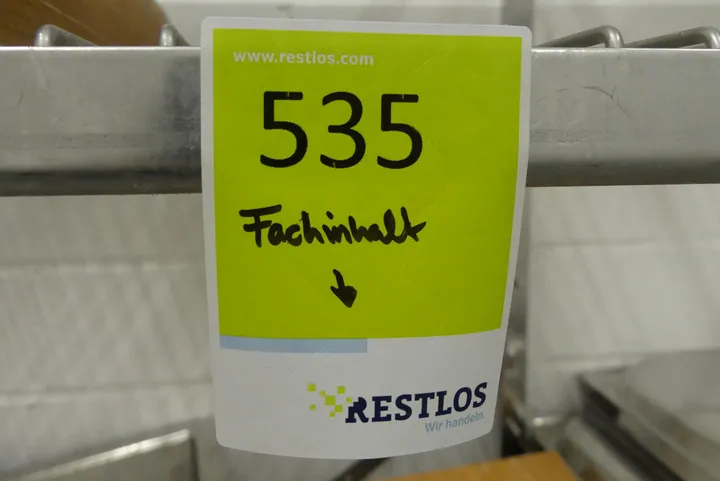 www.restlos.com
535
Fachinhalt
RESTLOS
Wir handeln.